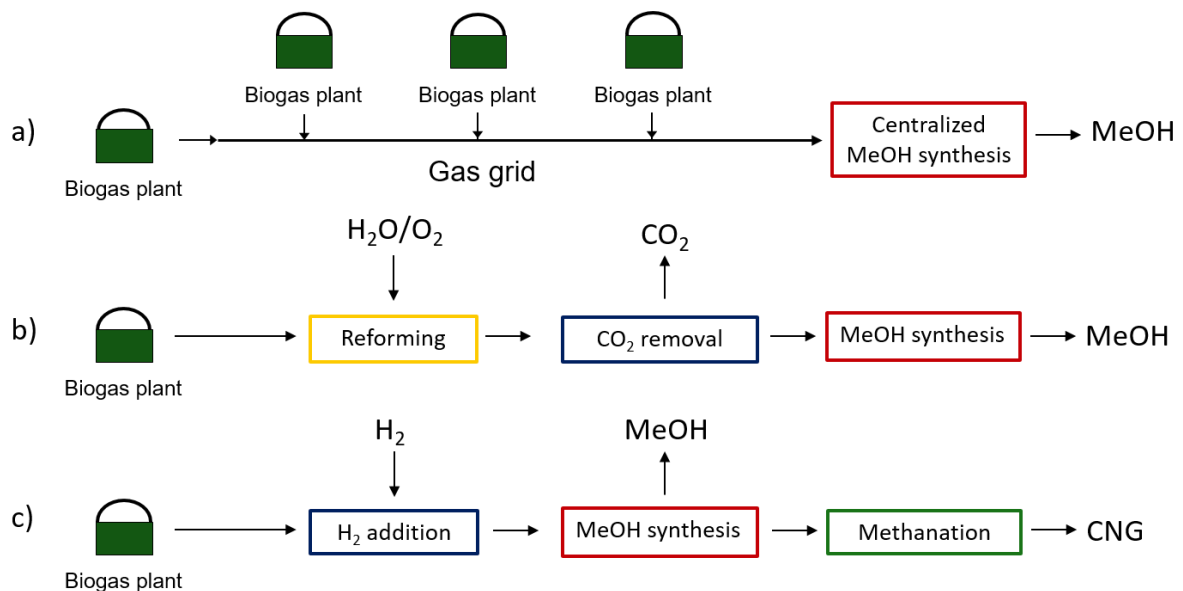 Biogas plant
Biogas plant
Biogas plant
a)
Biogas plant
Gas grid
Centralized
MeOH synthesis
MeOH
H₂O/O₂
CO₂
b)
Biogas plant
Reforming
CO₂ removal
MeOH synthesis
MeOH
H₂
MeOH
c)
Biogas plant
H₂ addition
MeOH synthesis
Methanation
CNG